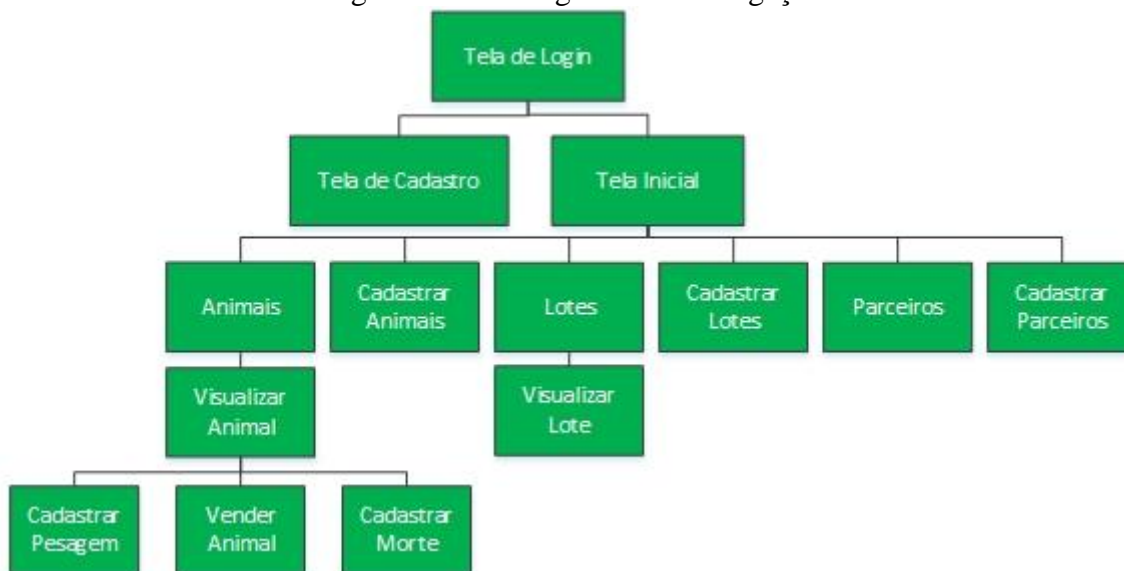 Tela de Login
Tela de Cadastro
Tela Inicial
Animais
Cadastrar
Animais
Lotes
Cadastrar
Lotes
Parceiros
Cadastrar
Parceiros
Visualizar
Animal
Visualizar
Lote
Cadastrar
Pesagem
Vender
Animal
Cadastrar
Morte